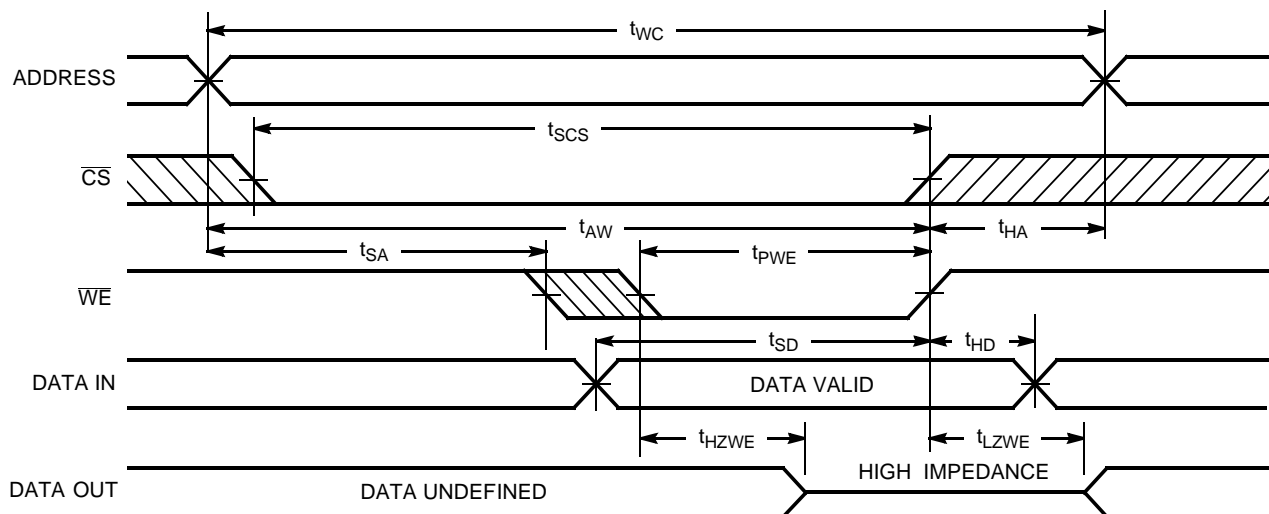 tWC
ADDRESS
tSCS
CS
tAW
tHA
tSA
tPWE
WE
tSD
tHD
DATA IN
DATA VALID
tHZWE
tLZWE
HIGH IMPEDANCE
DATA OUT
DATA UNDEFINED